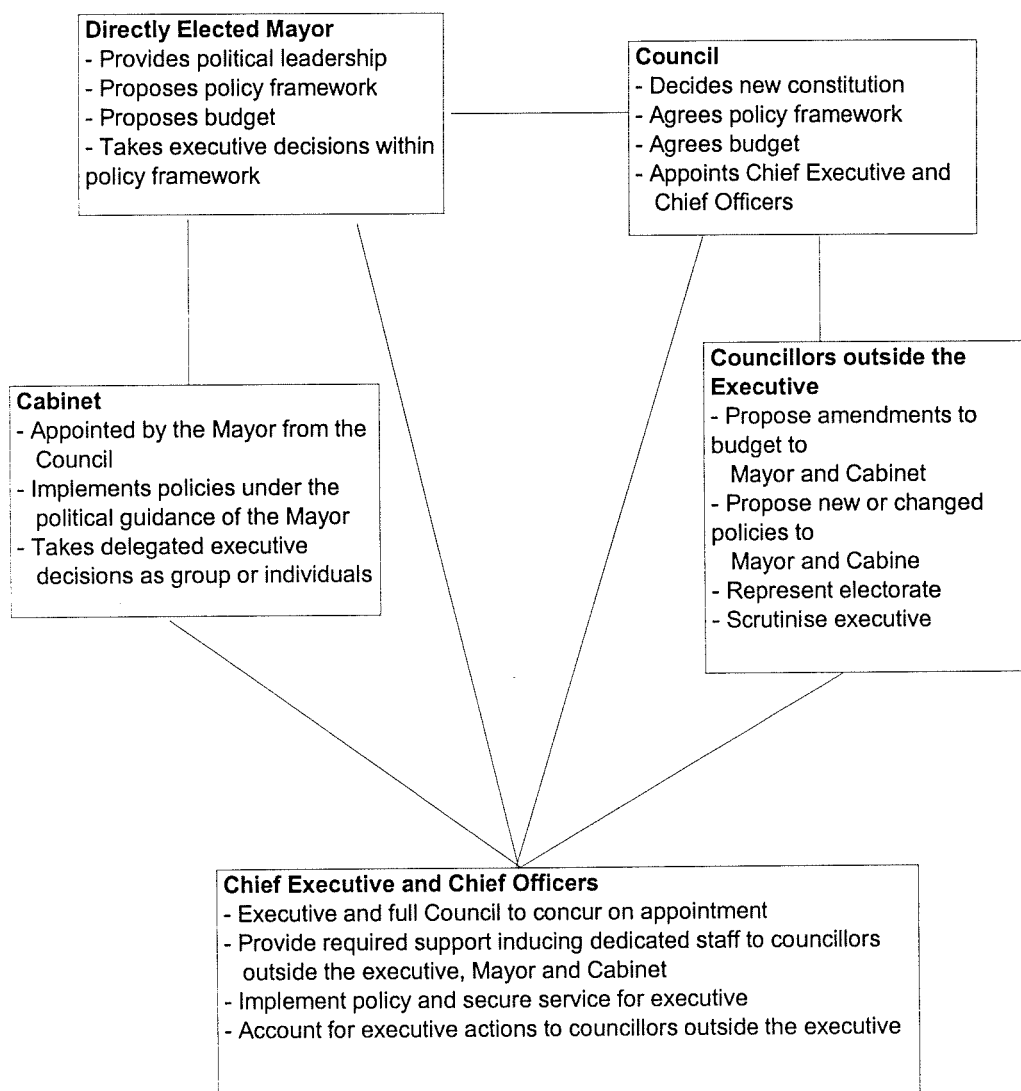 Directly Elected Mayor
- Provides political leadership
- Proposes policy framework
- Proposes budget
- Takes executive decisions within
policy framework
Council
- Decides new constitution
- Agrees policy framework
- Agrees budget
- Appoints Chief Executive and
Chief Officers
Cabinet
- Appointed by the Mayor from the
Council
- Implements policies under the
political guidance of the Mayor
- Takes delegated executive
decisions as group or individuals
Councillors outside the
Executive
- Propose amendments to
budget to
Mayor and Cabinet
- Propose new or changed
policies to
Mayor and Cabine
- Represent electorate
- Scrutinise executive
Chief Executive and Chief Officers
- Executive and full Council to concur on appointment
- Provide required support inducing dedicated staff to councillors
outside the executive, Mayor and Cabinet
- Implement policy and secure service for executive
- Account for executive actions to councillors outside the executive